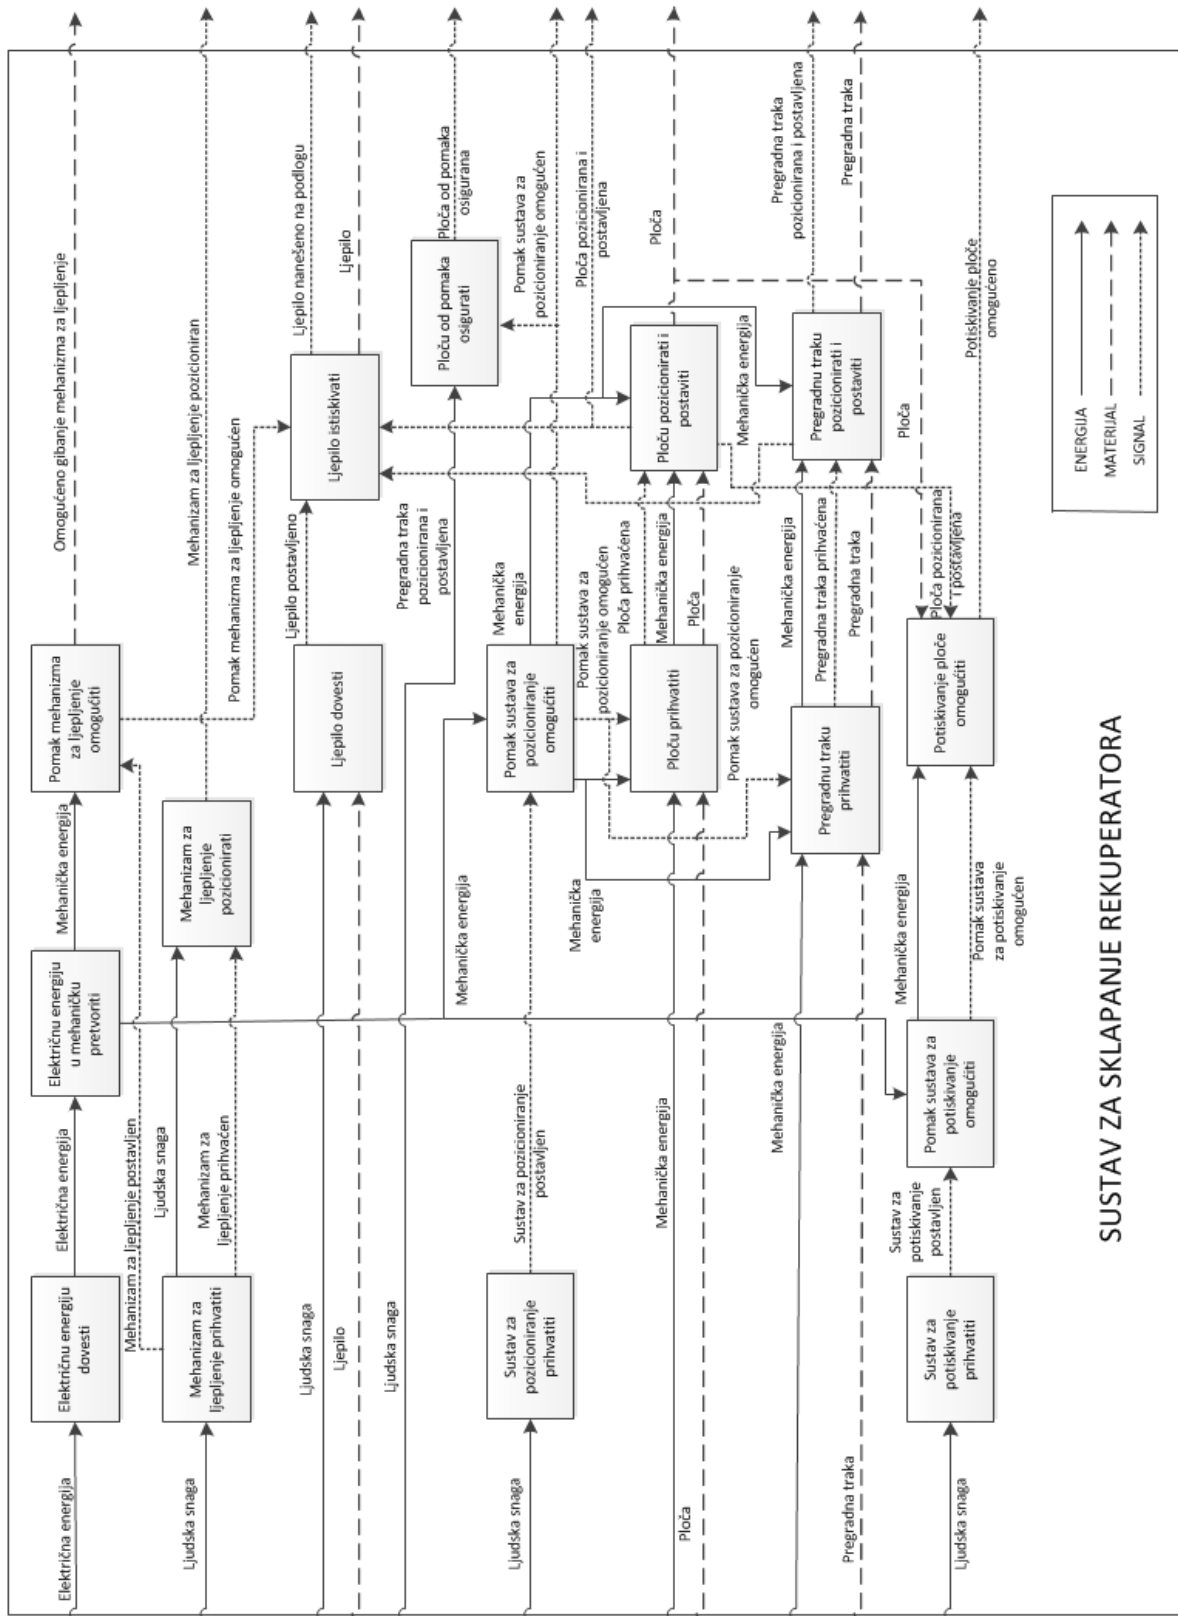 Električna energija
Električnu energiju
dovesti
Električna energija
Električnu energiju
u mehaničku
pretvoriti
Mehanička energija
Pomak mehanizma
za ljepljenje
omogućiti
Omogućeno gibanje mehanizma za ljepljenje
Ljudska snaga
Mehanizam za
ljepljenje prihvatiti
Mehanizam za ljepljenje postavljen
Ljudska snaga
Mehanizam za
ljepljenje prihvaćen
Mehanizam za
ljepljenje
pozicionirati
Mehanizam za ljepljenje pozicioniran
Pomak mehanizma za ljepljenje omogućen
Ljudska snaga
Ljepilo
Ljepilo dovesti
Ljepilo postavljeno
Ljepilo istiskivati
Ljepilo nanešeno na podlogu
Ljepilo
Ljudska snaga
Pregradna traka
pozicionirana i
postavljena
Ploču od pomaka
osigurati
Ploča od pomaka
osigurana
Mehanička energija
Ljudska snaga
Sustav za
pozicioniranje
prihvatiti
Sustav za pozicioniranje
postavljen
Pomak sustava za
pozicioniranje
omogućiti
Mehanička
energija
Pomak sustava za
pozicioniranje omogućen
Pomak sustava za
pozicioniranje omogućen
Ploča pozicionirana i
postavljena
Mehanička
energija
Mehanička energija
Ploča
Ploču prihvatiti
Ploča prihvaćena
Mehanička energija
Ploča
Ploču pozicionirati i
postaviti
Ploča
Pomak sustava za pozicioniranje
omogućen
Mehanička energija
Mehanička energija
Pregradna traka
Pregradnu traku
prihvatiti
Mehanička energija
Pregradna traka prihvaćena
Pregradna traka
Pregradnu traku
pozicionirati i
postaviti
Pregradna traka
pozicionirana i postavljena
Pregradna traka
Ploča
Ploča pozicionirana
i postavljena
Ljudska snaga
Sustav za
potiskivanje
prihvatiti
Sustav za
potiskivanje
postavljen
Pomak sustava za
potiskivanje
omogućiti
Mehanička energija
Pomak sustava
za potiskivanje
omogućen
Potiskivanje ploče
omogućiti
Potiskivanje ploče
omogućeno
ENERGIJA
MATERIJAL
SIGNAL
SUSTAV ZA SKLAPANJE REKUPERATORA